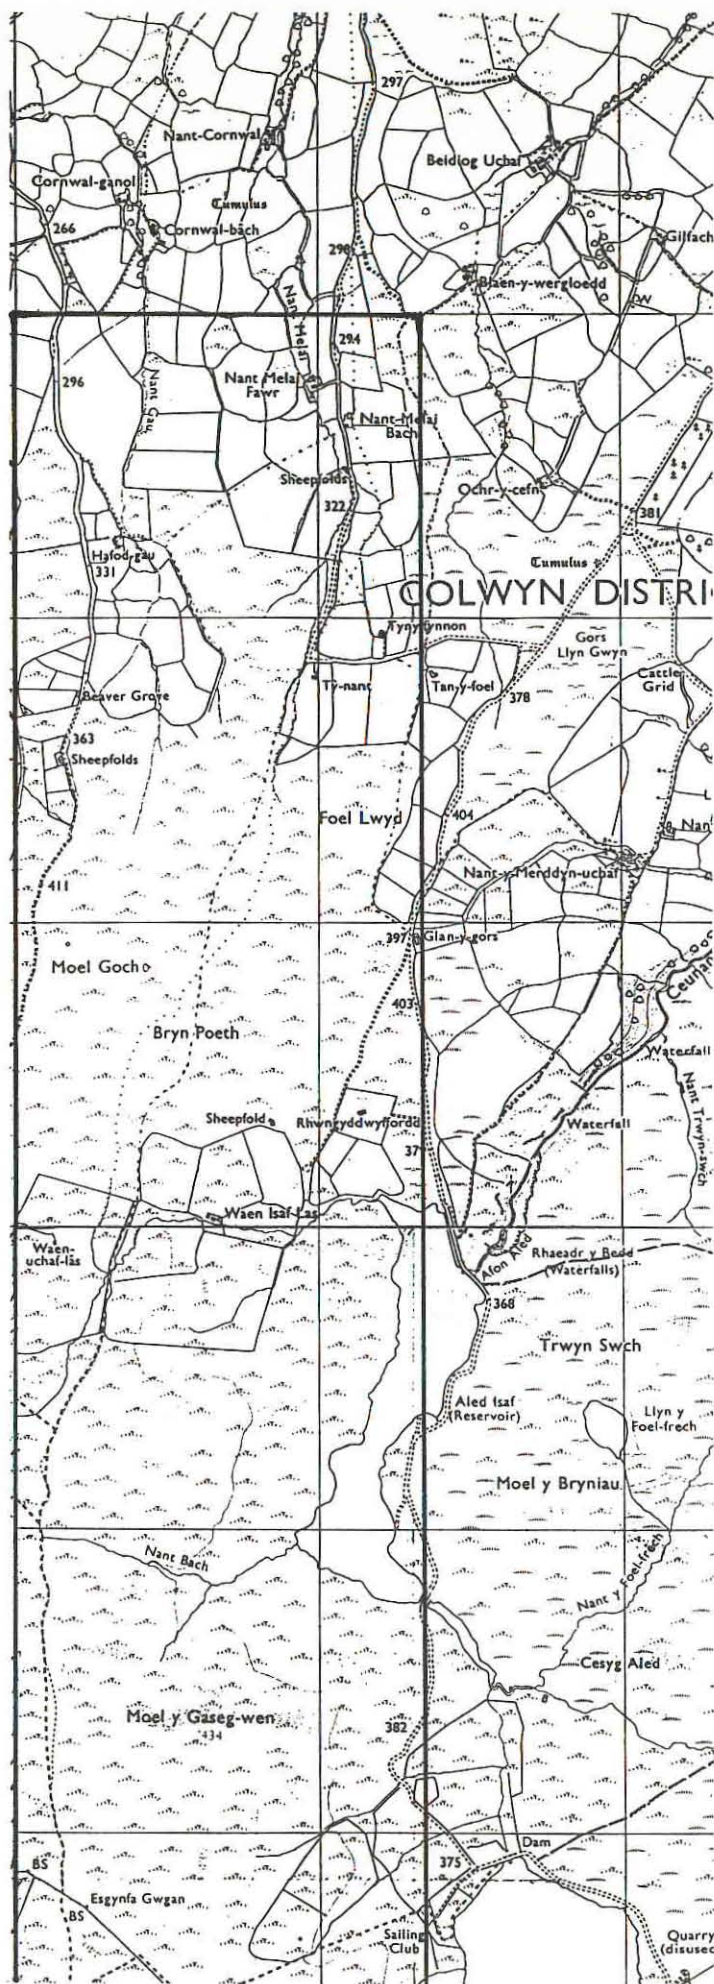 297
Nant-Cornwal
Beidiog Uchaf
Cornwal-ganol
Cumulus
266
Cornwal-bach
Gilfach
298
Blaen-y-wergloedd
W
Nant Melai
294
296
Nant Gau
Nant Melai
Fawr
Nant-Melai
Bach
Sheepfolds
Ochr-y-cefn
322
381
Hafod-gau
331
Cumulus
COLWYN DISTRI
Tynyffynnon
Gors
Llyn Gwyn
Ty-nant
Tan-y-foel
Cattle
Grid
Beaver Grove
378
363
Sheepfolds
Foel Lwyd
404
Nant-y-Merddyn-uchaf
411
397
Glan-y-gors
Moel Goch
403
Ceunan
Bryn Poeth
Waterfall
Sheepfold
Rhwngyddwyffordd
Waterfall
Nant Trwyn-swch
37
Waen Isaf-Las
Waen-
uchaf-las
Afon Aled
Rhaeadr y Bedd
(Waterfalls)
368
Trwyn Swch
Aled Isaf
(Reservoir)
Llyn y
Foel-frech
Moel y Bryniau
Nant Bach
Nant y Foel-frech
Cesyg Aled
Moel y Gaseg-wen
434
382
Dam
BS
375
Esgynfa Gwgan
BS
Sailing
Club
Quarry
(disused